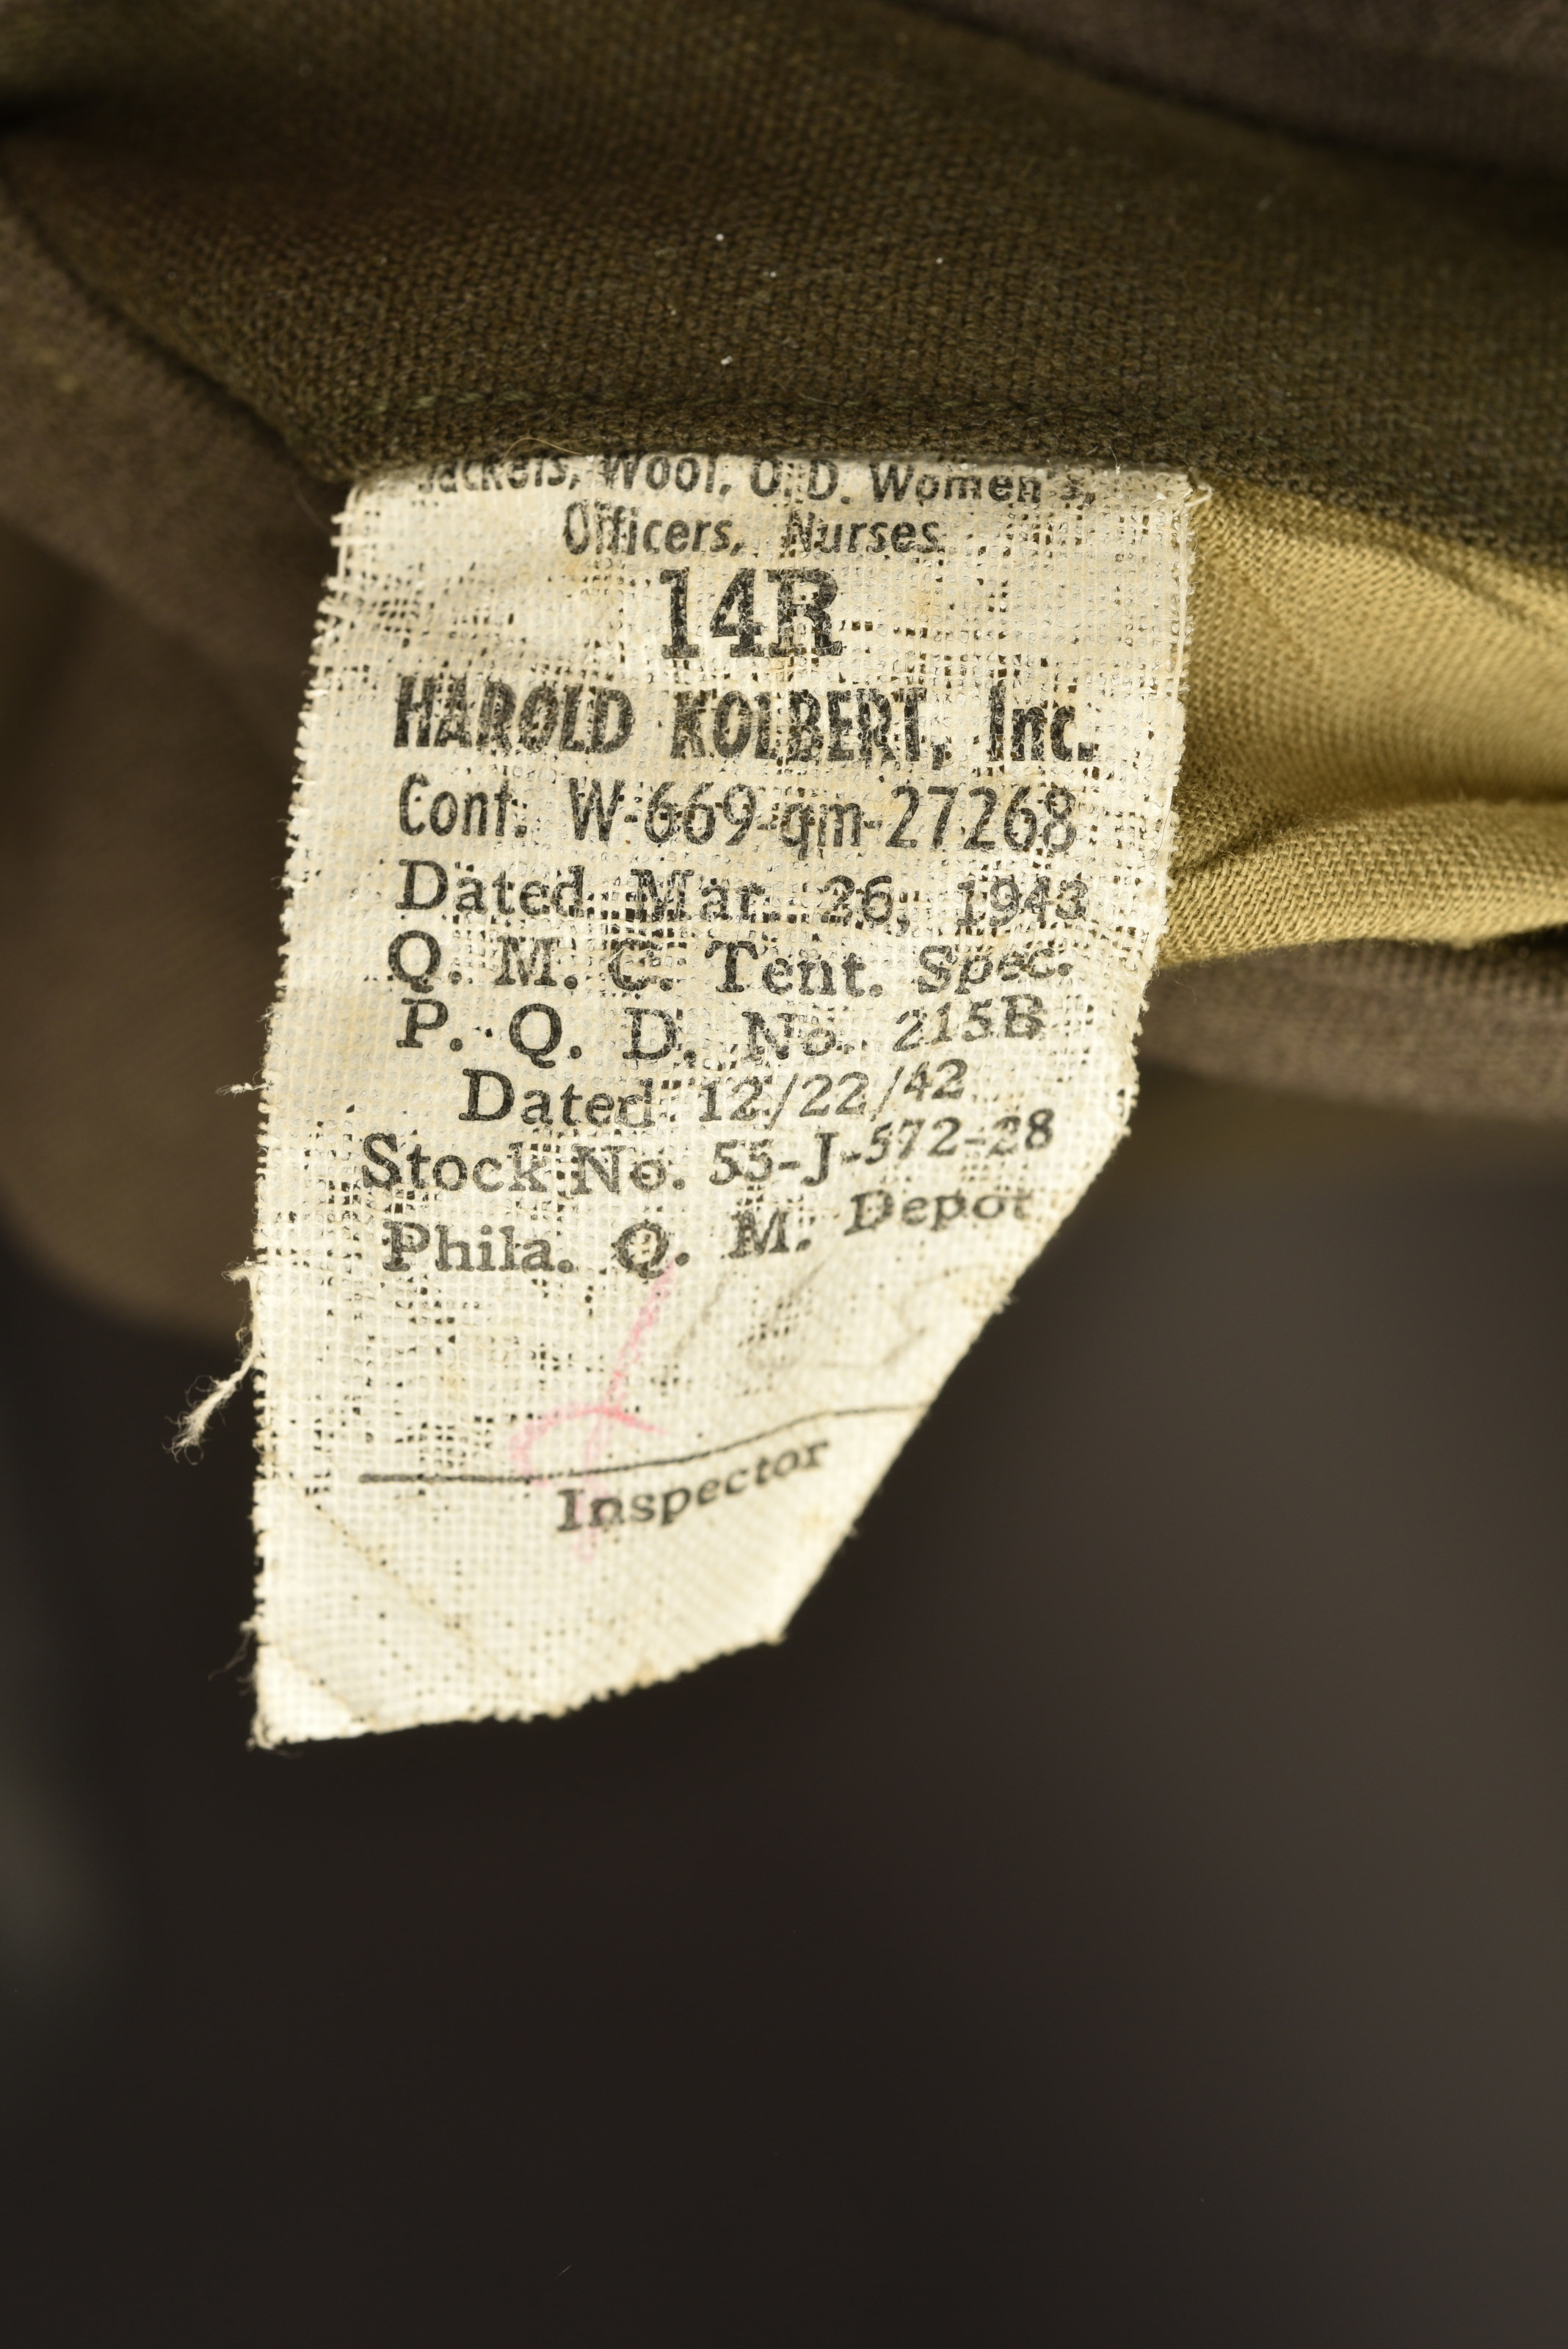 Jackets, Wool, O. D. Women's,
Officers, Nurses
14R
HAROLD KOLBERT, Inc.
Cont. W-669-qm-27268
Dated Mar. 26, 1943
Q. M. C. Tent. Spec.
P. Q. D. No. 215B
Dated 12/22/42
Stock No. 55-J-572-28
Phila. Q. M. Depot
Inspector